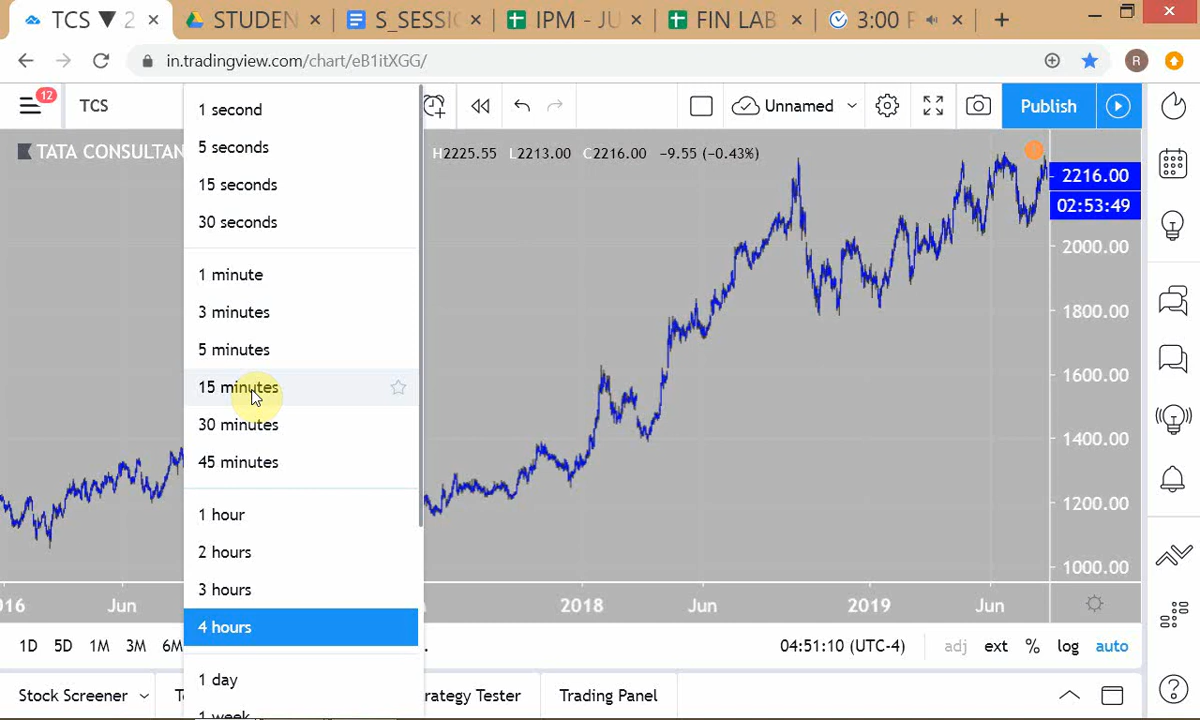 TCS ▼ 2
STUDEN
S_SESSIO
IPM - JU
FIN LAB
3:00 P
in.tradingview.com/chart/eB1itXGG/
R
12
TCS
Unnamed
Publish
TATA CONSULTAN
H2225.55 L2213.00 C2216.00 −9.55 (−0.43%)
1 second
5 seconds
15 seconds
30 seconds
1 minute
3 minutes
5 minutes
15 minutes
30 minutes
45 minutes
1 hour
2 hours
3 hours
4 hours
1 day
1 week
2216.00
02:53:49
2000.00
1800.00
1600.00
1400.00
1200.00
1000.00
016 Jun 2018 Jun 2019 Jun
1D 5D 1M 3M 6M
04:51:10 (UTC-4) adj ext % log auto
Stock Screener
trategy Tester
Trading Panel